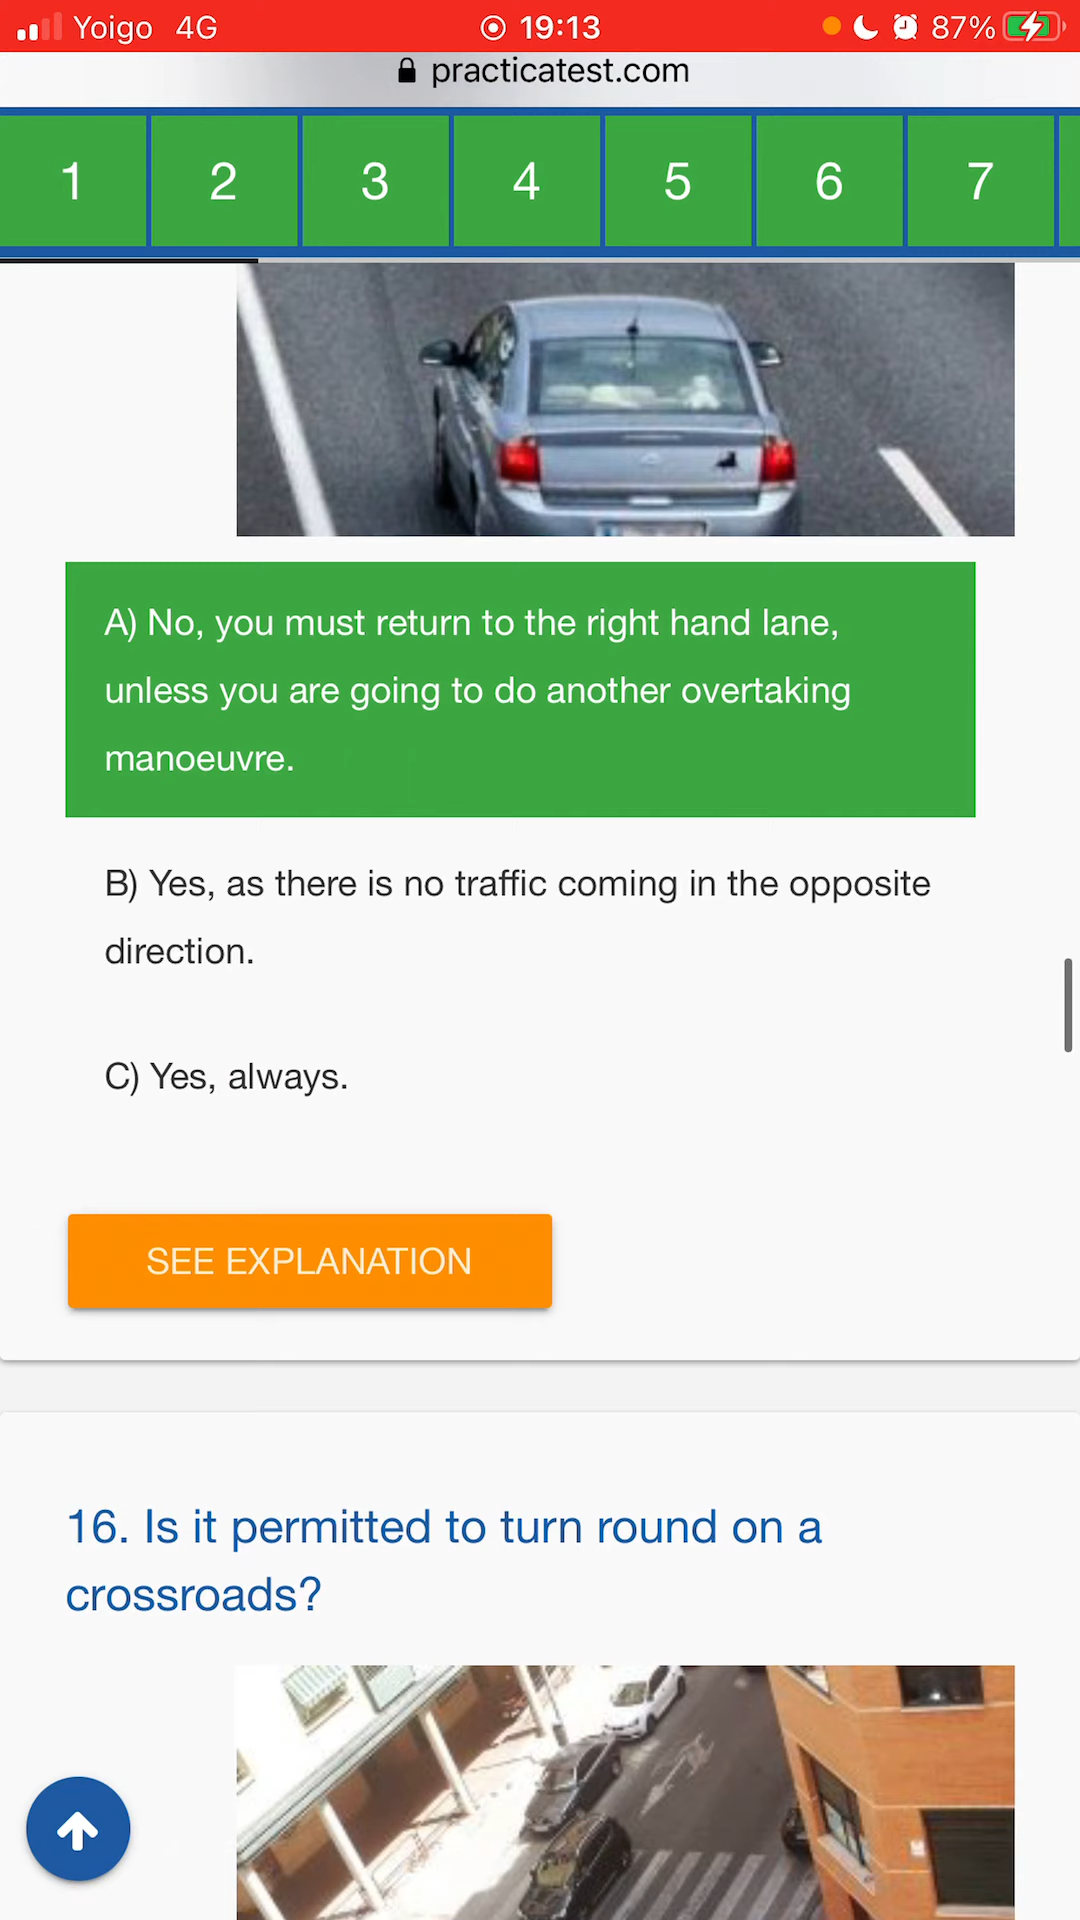 Yoigo 4G 19:13 87%
practicatest.com
1 2 3 4 5 6 7
A) No, you must return to the right hand lane,
unless you are going to do another overtaking
manoeuvre.
B) Yes, as there is no traffic coming in the opposite
direction.
C) Yes, always.
SEE EXPLANATION
16. Is it permitted to turn round on a
crossroads?